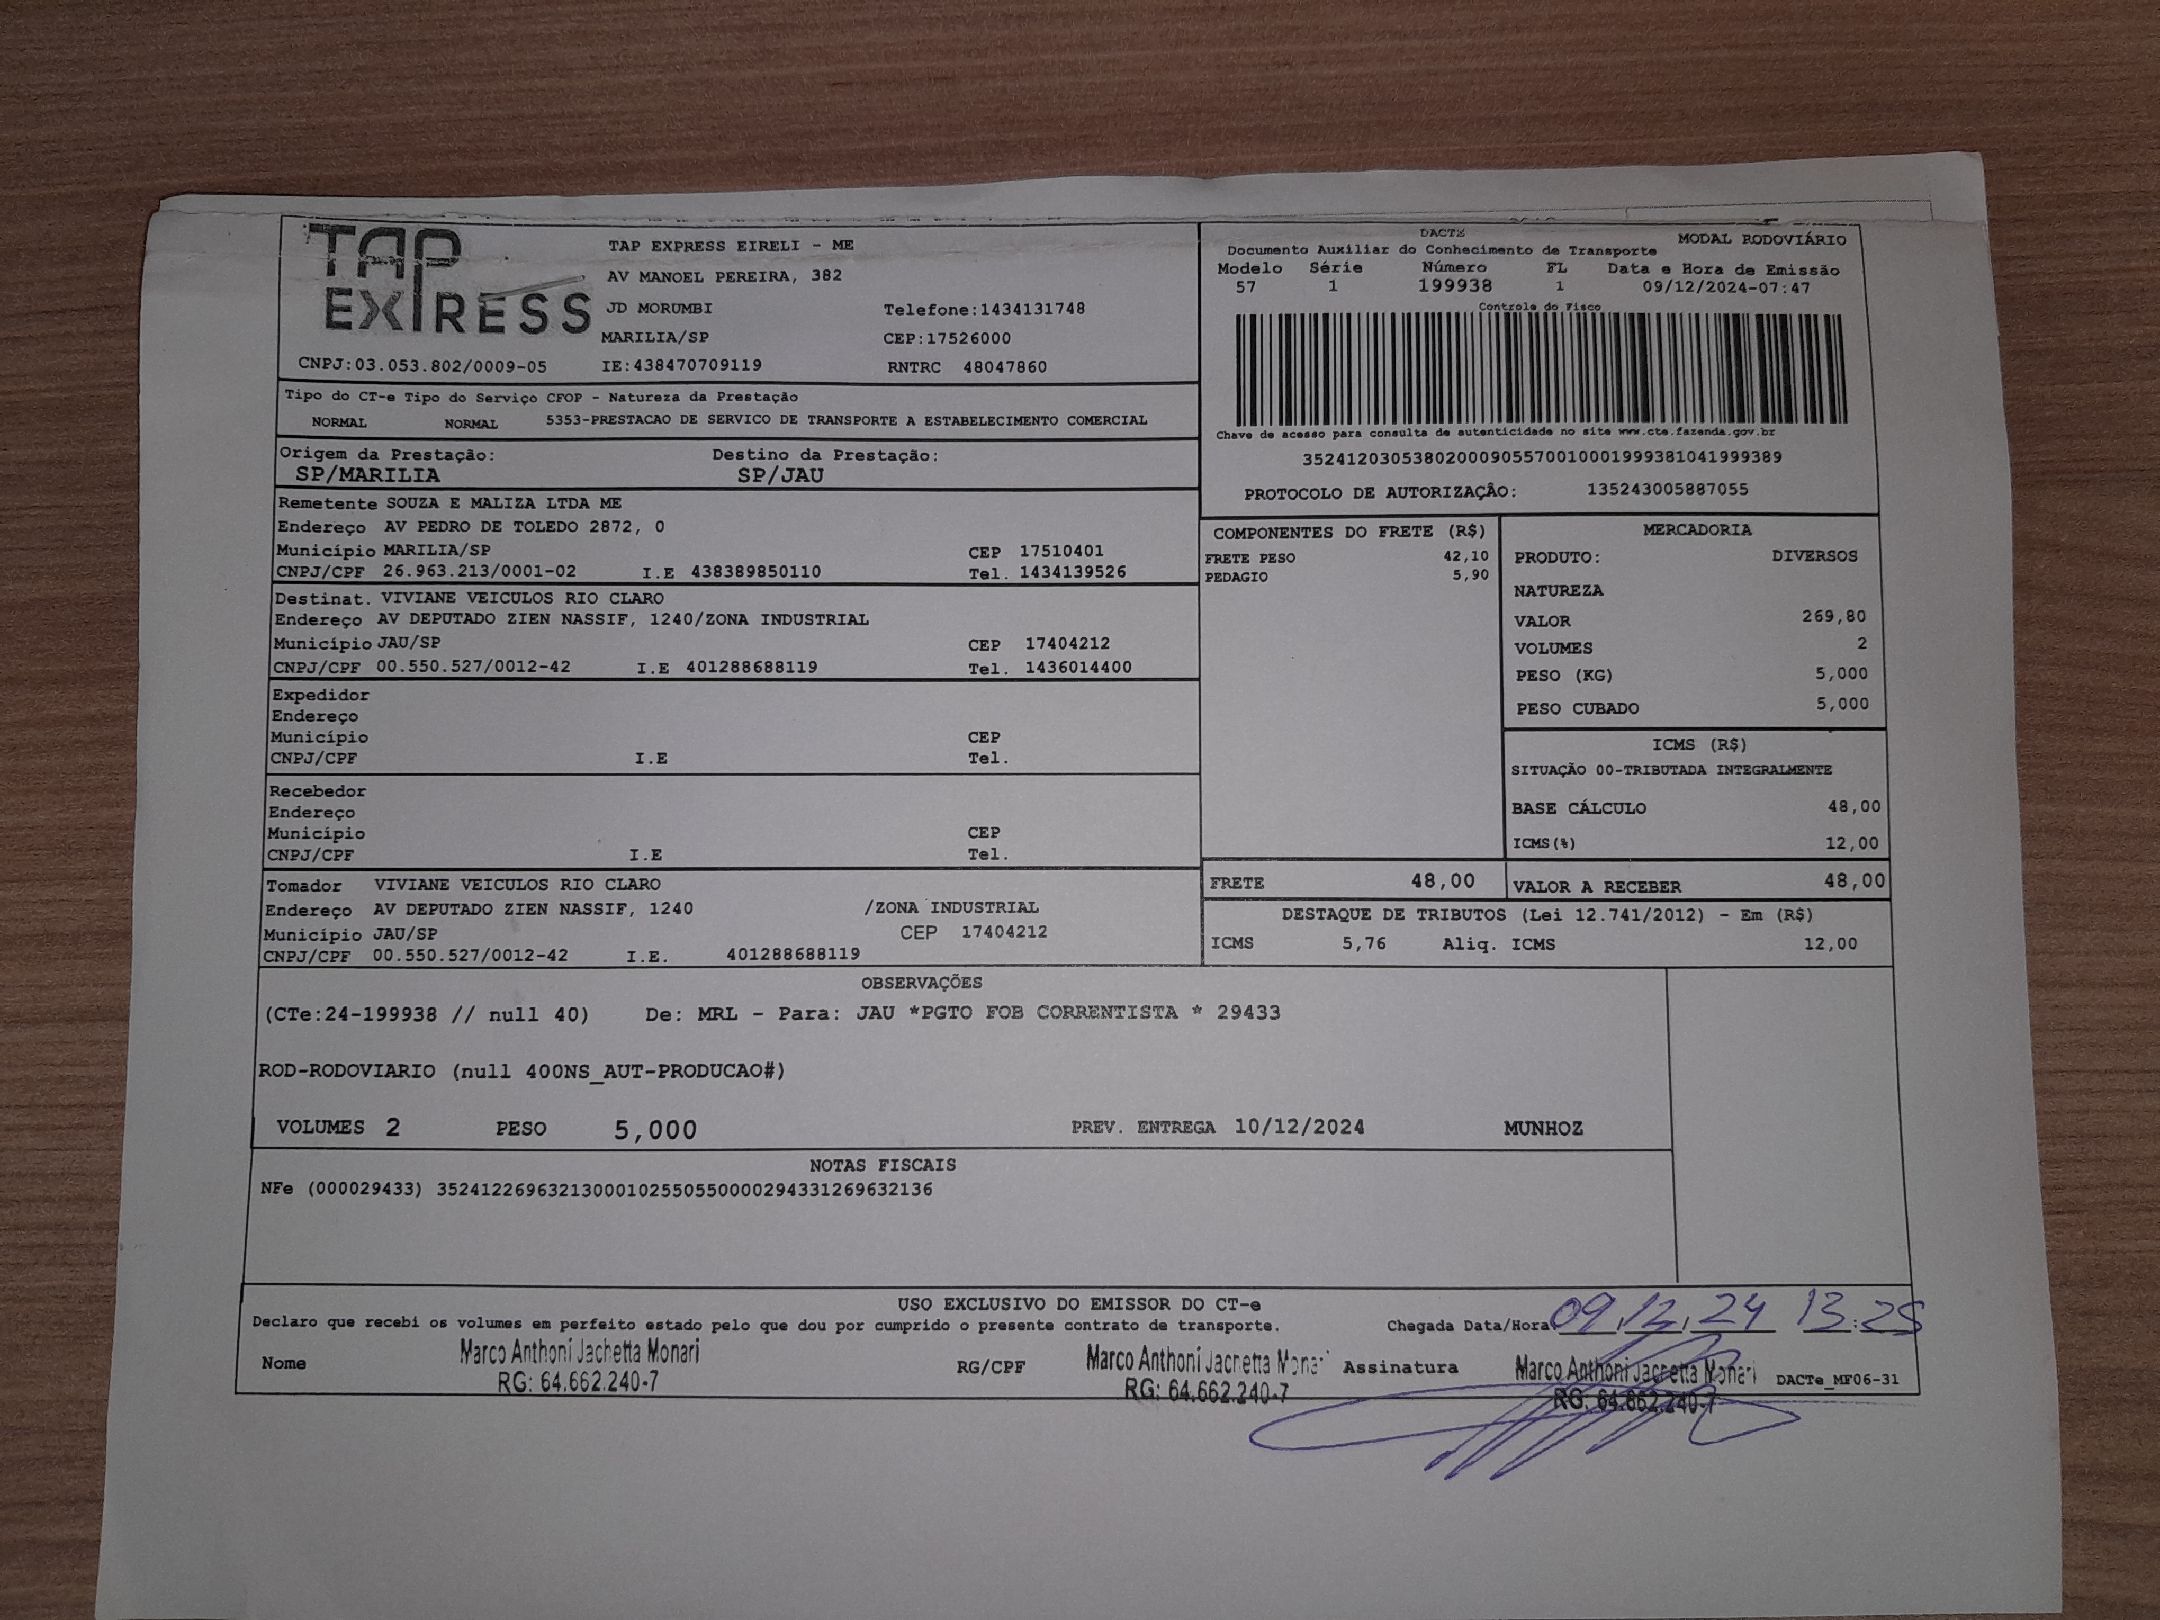 TAP EXPRESS
TAP EXPRESS EIRELI - ME
AV MANOEL PEREIRA, 382
JD MORUMBI Telefone:1434131748
MARILIA/SP CEP:17526000
CNPJ:03.053.802/0009-05 IE:438470709119 RNTRC 48047860
DACTE
Documento Auxiliar do Conhecimento de Transporte MODAL RODOVIÁRIO
Modelo Série Número FL Data e Hora de Emissão
57 1 199938 1 09/12/2024-07:47
Controle do Fisco
Chave de acesso para consulta de autenticidade no site www.cte.fazenda.gov.br
35241203053802000905570010001999381041999389
PROTOCOLO DE AUTORIZAÇÂO: 135243005887055
Tipo do CT-e Tipo do Serviço CFOP - Natureza da Prestação
NORMAL NORMAL 5353-PRESTACAO DE SERVICO DE TRANSPORTE A ESTABELECIMENTO COMERCIAL
Origem da Prestação: Destino da Prestação:
SP/MARILIA SP/JAU
Remetente SOUZA E MALIZA LTDA ME
Endereço AV PEDRO DE TOLEDO 2872, 0
Município MARILIA/SP CEP 17510401
CNPJ/CPF 26.963.213/0001-02 I.E 438389850110 Tel. 1434139526
Destinat. VIVIANE VEICULOS RIO CLARO
Endereço AV DEPUTADO ZIEN NASSIF, 1240/ZONA INDUSTRIAL
Município JAU/SP CEP 17404212
CNPJ/CPF 00.550.527/0012-42 I.E 401288688119 Tel. 1436014400
Expedidor
Endereço
Município CEP
CNPJ/CPF I.E Tel.
Recebedor
Endereço
Município CEP
CNPJ/CPF I.E Tel.
Tomador VIVIANE VEICULOS RIO CLARO
Endereço AV DEPUTADO ZIEN NASSIF, 1240 /ZONA INDUSTRIAL
Município JAU/SP CEP 17404212
CNPJ/CPF 00.550.527/0012-42 I.E. 401288688119
COMPONENTES DO FRETE (R$)
FRETE PESO 42,10
PEDAGIO 5,90
MERCADORIA
PRODUTO: DIVERSOS
NATUREZA
VALOR 269,80
VOLUMES 2
PESO (KG) 5,000
PESO CUBADO 5,000
ICMS (R$)
SITUAÇÃO 00-TRIBUTADA INTEGRALMENTE
BASE CÁLCULO 48,00
ICMS(%) 12,00
FRETE 48,00 VALOR A RECEBER 48,00
DESTAQUE DE TRIBUTOS (Lei 12.741/2012) - Em (R$)
ICMS 5,76 Aliq. ICMS 12,00
OBSERVAÇÕES
(CTe:24-199938 // null 40) De: MRL - Para: JAU *PGTO FOB CORRENTISTA * 29433
ROD-RODOVIARIO (null 400NS_AUT-PRODUCAO#)
VOLUMES 2 PESO 5,000 PREV. ENTREGA 10/12/2024 MUNHOZ
NOTAS FISCAIS
NFe (000029433) 35241226963213000102550550000294331269632136
USO EXCLUSIVO DO EMISSOR DO CT-e
Declaro que recebi os volumes em perfeito estado pelo que dou por cumprido o presente contrato de transporte. Chegada Data/Hora 09.12.24 13:25
Nome Marco Anthoni Jachetta Monari RG/CPF Marco Anthoni Jachetta Monari Assinatura Marco Anthoni Jachetta Monari DACTe_MF06-31
RG: 64.662.240-7 RG: 64.662.240-7 RG: 64.662.240-7